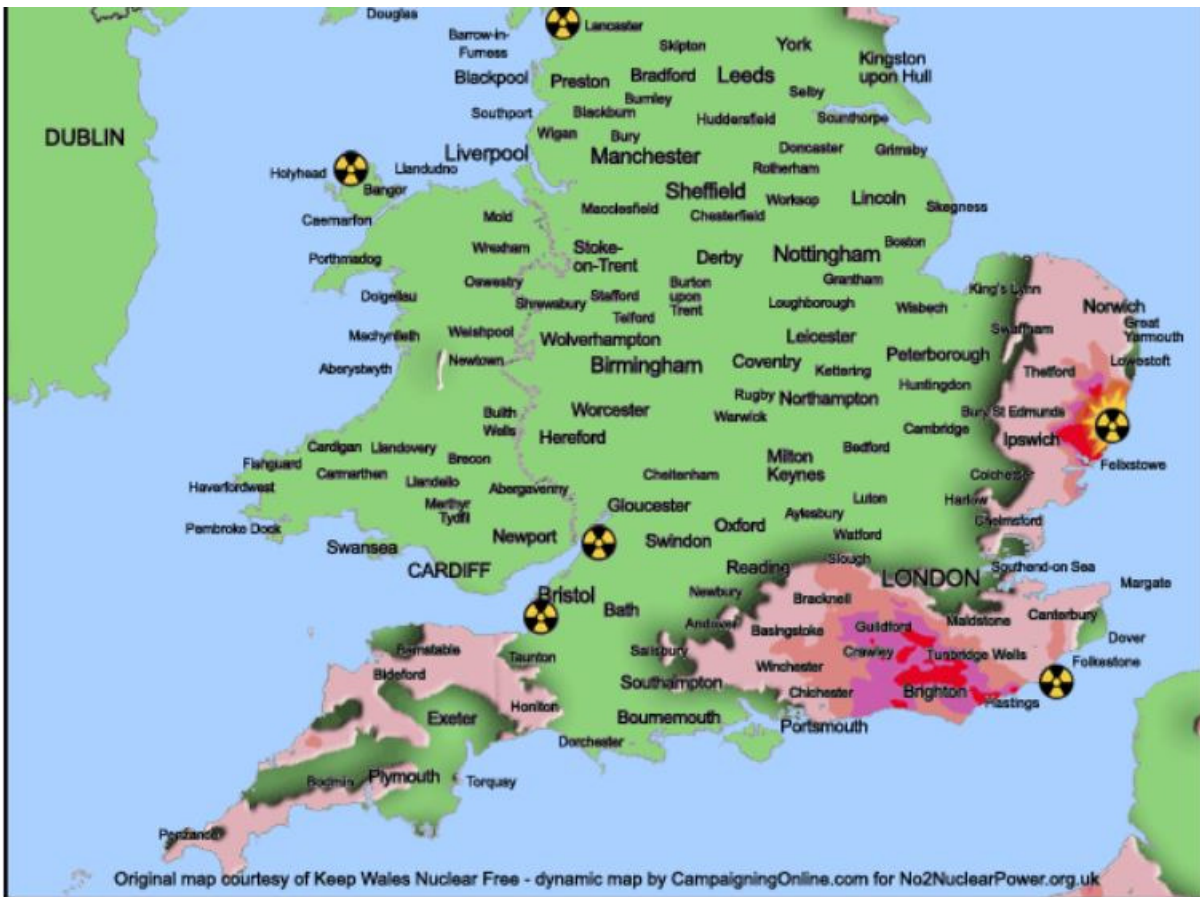 Douglas
Lancaster
Barrow-in-
Furness
Skipton
York
Kingston
upon Hull
Blackpool
Preston
Bradford
Leeds
Selby
Burnley
Southport
Blackburn
Huddersfield
Scunthorpe
DUBLIN
Wigan
Bury
Liverpool
Manchester
Doncaster
Grimsby
Rotherham
Holyhead
Llandudno
Bangor
Sheffield
Worksop
Lincoln
Skegness
Macclesfield
Chesterfield
Caernarfon
Mold
Wrexham
Stoke-
on-Trent
Derby
Nottingham
Boston
Porthmadog
Oswestry
Burton
upon
Trent
Grantham
King's Lynn
Norwich
Dolgellau
Shrewsbury
Stafford
Telford
Loughborough
Wisbech
Great
Yarmouth
Machynlleth
Welshpool
Wolverhampton
Leicester
Swaffham
Aberystwyth
Newtown
Birmingham
Coventry
Kettering
Peterborough
Thetford
Lowestoft
Huntingdon
Rugby
Northampton
Builth
Wells
Worcester
Warwick
Cambridge
Bury St Edmunds
Hereford
Bedford
Ipswich
Cardigan
Llandovery
Brecon
Milton
Keynes
Felixstowe
Fishguard
Carmarthen
Cheltenham
Colchester
Haverfordwest
Llandello
Abergavenny
Merthyr
Tydfil
Gloucester
Luton
Harlow
Pembroke Dock
Aylesbury
Chelmsford
Swansea
Newport
Oxford
Swindon
Watford
CARDIFF
Slough
Reading
LONDON
Southend-on Sea
Margate
Bristol
Bath
Newbury
Bracknell
Canterbury
Andover
Basingstoke
Guildford
Maidstone
Dover
Barnstable
Taunton
Salisbury
Crawley
Tunbridge Wells
Folkestone
Bideford
Winchester
Southampton
Chichester
Brighton
Hastings
Exeter
Honiton
Bournemouth
Portsmouth
Dorchester
Bodmin
Plymouth
Torquay
Penzance
Original map courtesy of Keep Wales Nuclear Free - dynamic map by CampaigningOnline.com for No2NuclearPower.org.uk